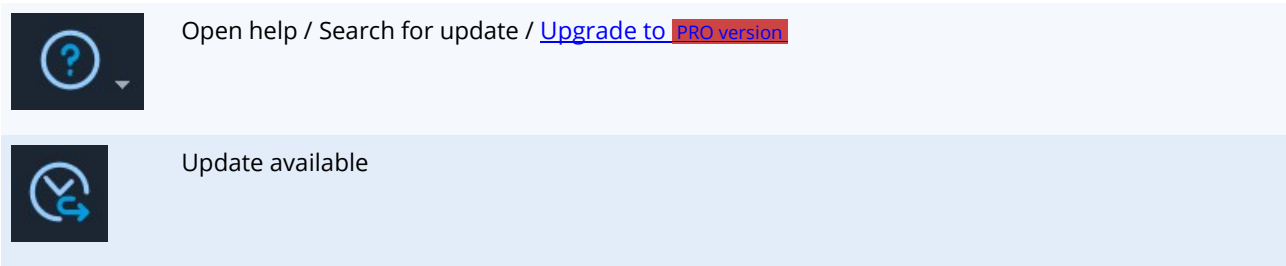 Open help / Search for update / Upgrade to PRO version
Update available